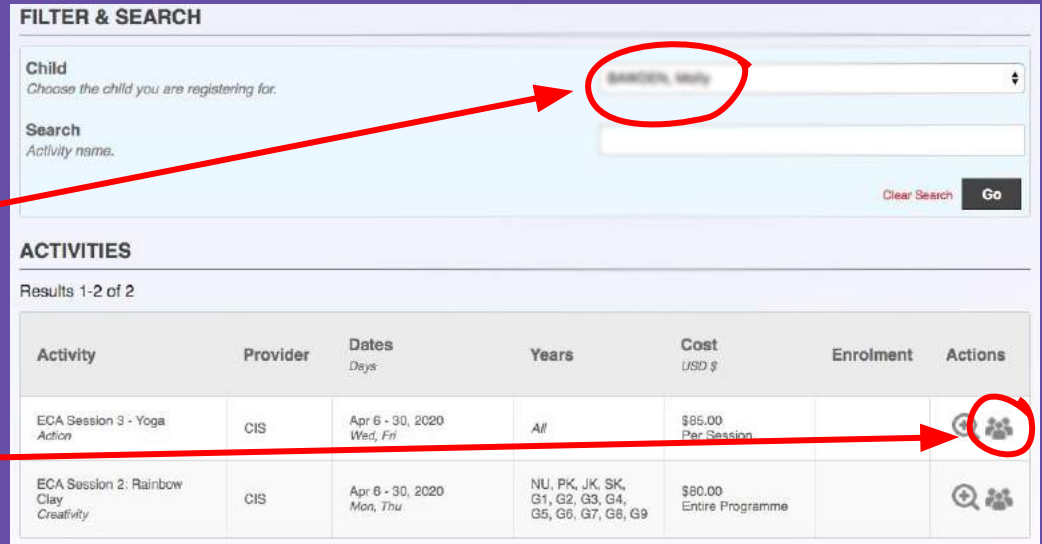 FILTER & SEARCH
Child
Choose the child you are registering for.
Search
Activity name.
Clear Search Go
ACTIVITIES
Results 1-2 of 2
Activity Provider Dates Years Cost Enrolment Actions
Days USD $
ECA Session 3 - Yoga CIS Apr 6 - 30, 2020 All $85.00
Action Wed, Fri Per Session
ECA Session 2: Rainbow CIS Apr 6 - 30, 2020 NU, PK, JK, SK, $80.00
Clay Mon, Thu G1, G2, G3, G4, Entire Programme
Creativity G5, G6, G7, G8, G9